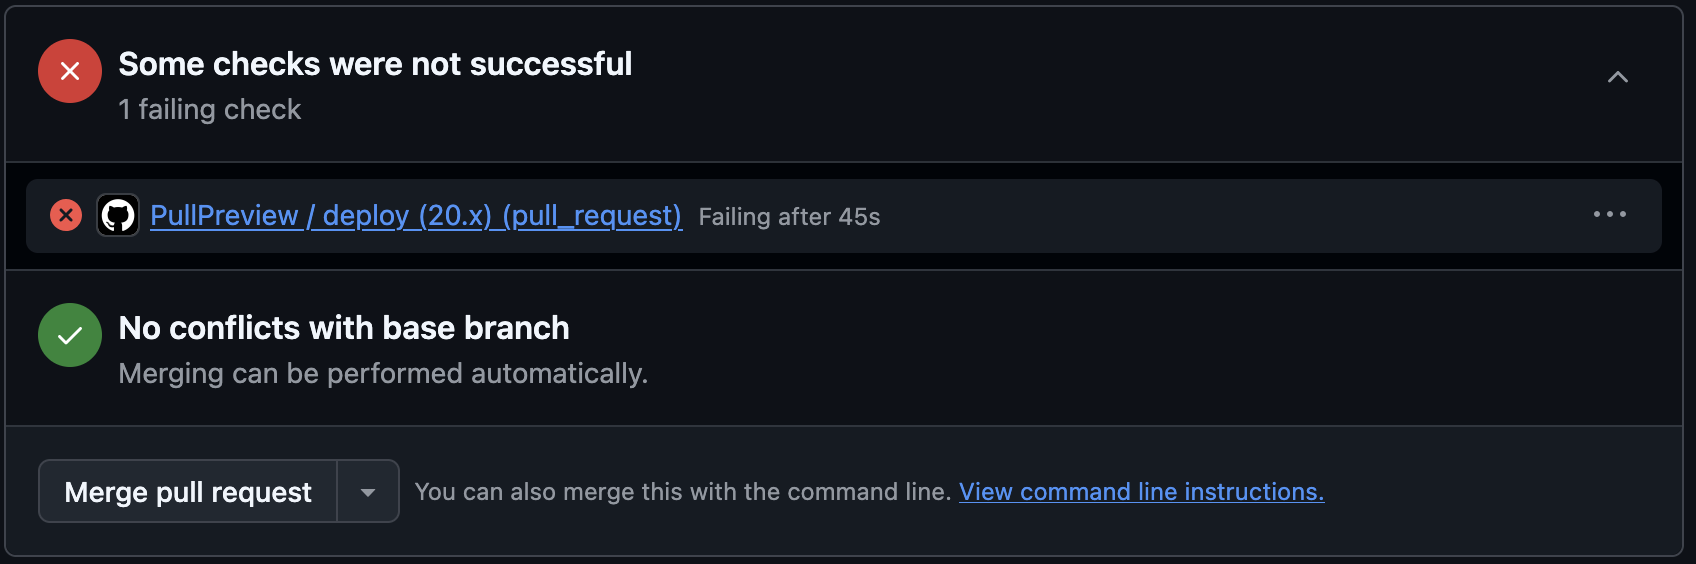 Some checks were not successful
1 failing check
PullPreview / deploy (20.x) (pull_request) Failing after 45s
No conflicts with base branch
Merging can be performed automatically.
Merge pull request You can also merge this with the command line. View command line instructions.